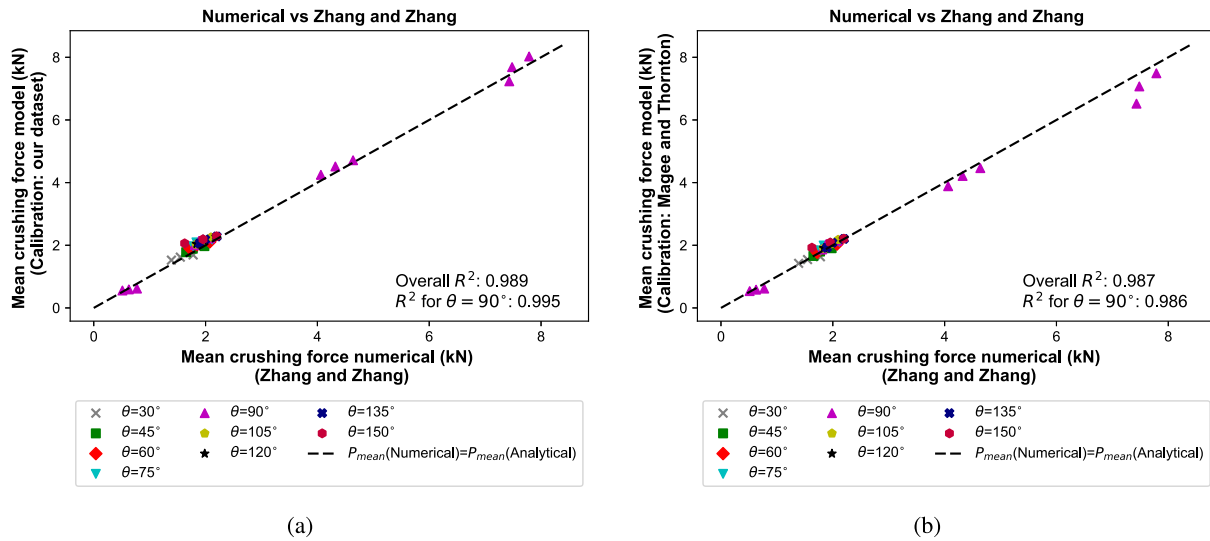 Numerical vs Zhang and Zhang
Mean crushing force model (kN)
(Calibration: our dataset)
8
6
4
2
0
Overall R²: 0.989
R² for θ = 90°: 0.995
0 2 4 6 8
Mean crushing force numerical (kN)
(Zhang and Zhang)
θ=30° θ=90° θ=135°
θ=45° θ=105° θ=150°
θ=60° θ=120° P_mean(Numerical)=P_mean(Analytical)
θ=75°
(a)
Numerical vs Zhang and Zhang
Mean crushing force model (kN)
(Calibration: Magee and Thornton)
8
6
4
2
0
Overall R²: 0.987
R² for θ = 90°: 0.986
0 2 4 6 8
Mean crushing force numerical (kN)
(Zhang and Zhang)
θ=30° θ=90° θ=135°
θ=45° θ=105° θ=150°
θ=60° θ=120° P_mean(Numerical)=P_mean(Analytical)
θ=75°
(b)